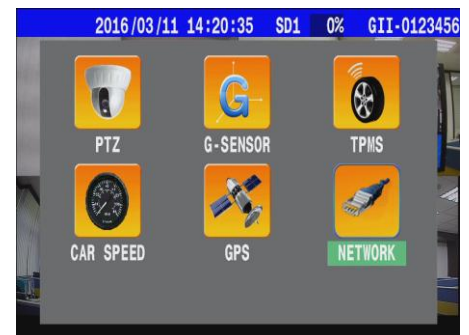 2016/03/11 14:20:35 SD1 0% GII-0123456
G
PTZ G-SENSOR TPMS
CAR SPEED GPS NETWORK